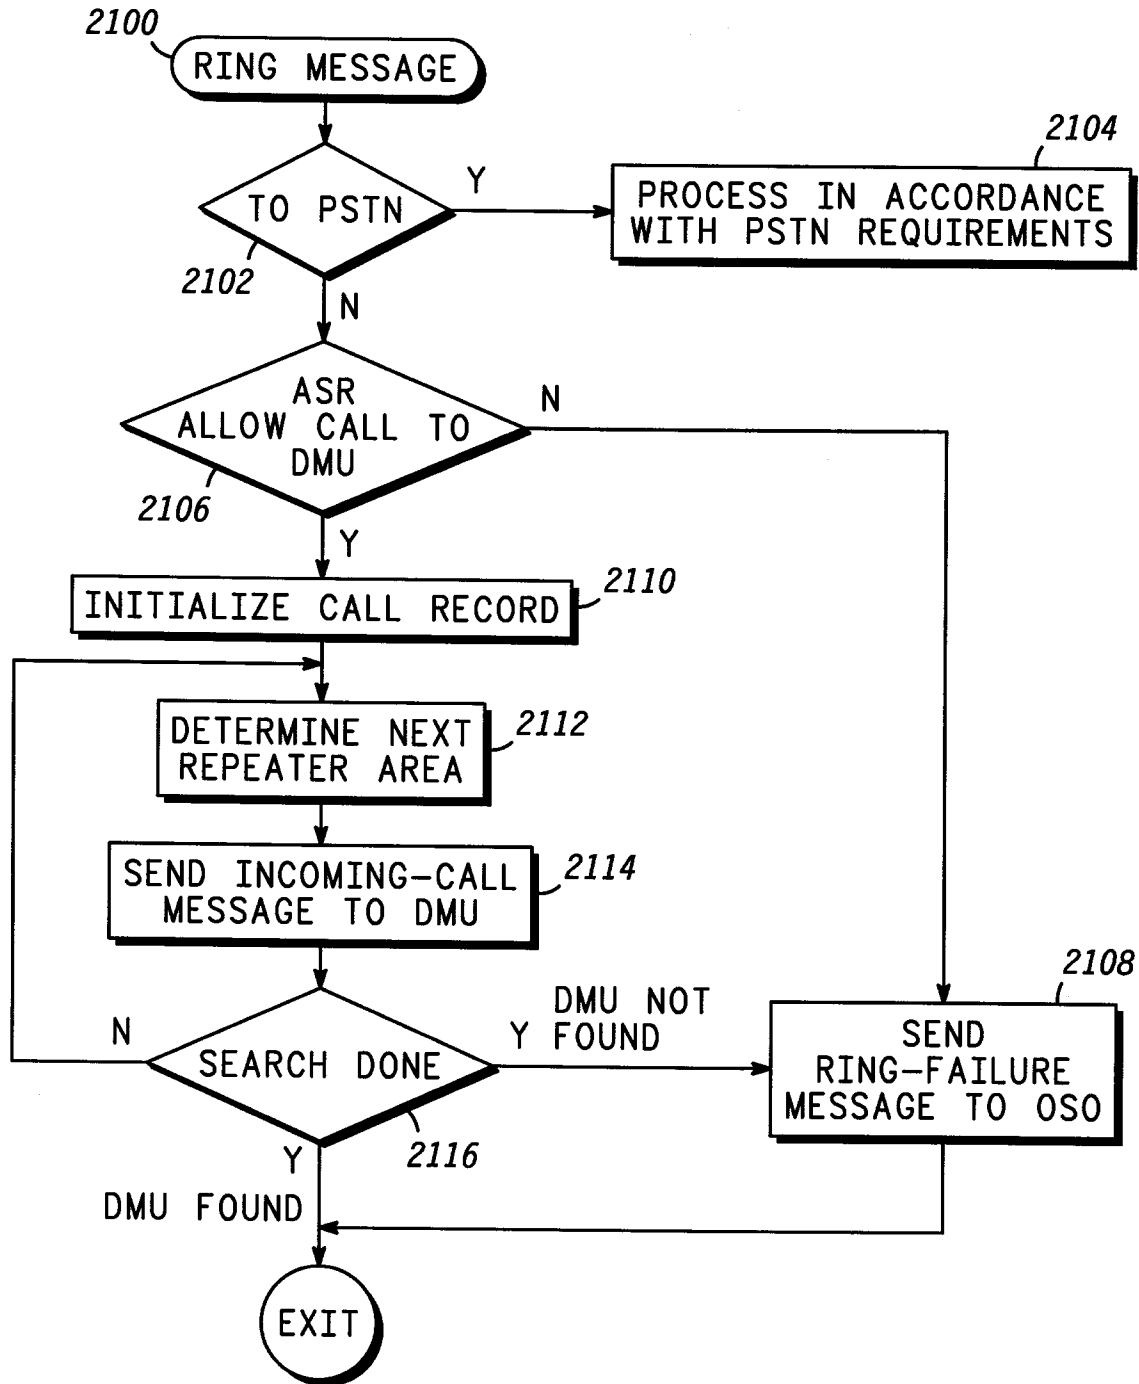 2100
RING MESSAGE
2104
TO PSTN
Y
PROCESS IN ACCORDANCE
WITH PSTN REQUIREMENTS
2102
N
ASR
ALLOW CALL TO
DMU
N
2106
Y
INITIALIZE CALL RECORD
2110
DETERMINE NEXT
REPEATER AREA
2112
SEND INCOMING-CALL
MESSAGE TO DMU
2114
2108
N
SEARCH DONE
Y
DMU NOT
FOUND
SEND
RING-FAILURE
MESSAGE TO OSO
2116
Y
DMU FOUND
EXIT